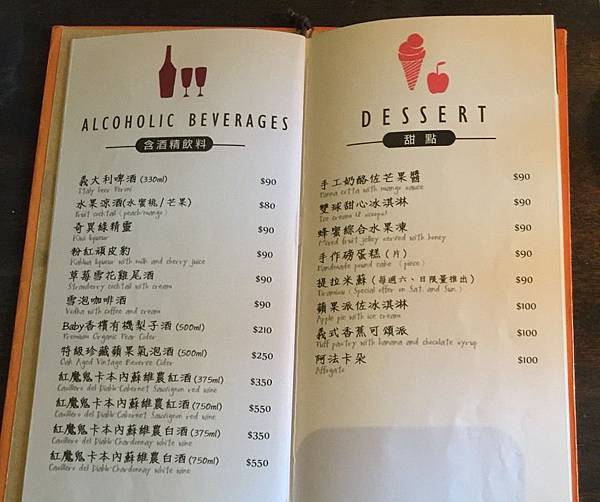 ALCOHOLIC BEVERAGES
含酒精飲料
義大利啤酒 (330ml) $90
Italy beer Peroni
水果涼酒(水蜜桃/芒果) $80
Fruit cocktail (peach/mango)
奇異綠精靈 $90
Kiwi liqueur
粉紅頑皮豹 $90
Kahlua liqueur with milk and cherry juice
草莓雪花雞尾酒 $90
Strawberry cocktail with cream
雪泡咖啡酒 $90
Vodka with coffee and cream
Baby香檳有機梨子酒 (500ml) $210
Premium Organic Pear Cider
特級珍藏蘋果氣泡酒 (500ml) $250
Oak Aged Vintage Reserve Cider
紅魔鬼卡本內蘇維農紅酒 (375ml) $350
Casillero del Diablo-Cabernet Sauvignon red wine
紅魔鬼卡本內蘇維農紅酒 (750ml) $550
Casillero del Diablo-Cabernet Sauvignon red wine
紅魔鬼卡本內蘇維農白酒 (375ml) $350
Casillero del Diablo-Chardonnay white wine
紅魔鬼卡本內蘇維農白酒 (750ml) $550
Casillero del Diablo-Chardonnay white wine
DESSERT
甜點
手工奶酪佐芒果醬 $90
Panna cotta with mango sauce
雙球甜心冰淇淋 $90
Ice cream (2 scoops)
蜂蜜綜合水果凍 $90
Mixed fruit jelley served with honey
手作磅蛋糕 (片) $90
Handmade pound cake (piece)
提拉米蘇 (每週六、日限量推出) $90
Tiramisu (Special offer on Sat. and Sun.)
蘋果派佐冰淇淋 $100
Apple pie with ice cream
義式香蕉可頌派 $100
Puff pastry with banana and chocolate syrup
阿法卡朵 $100
Affogato